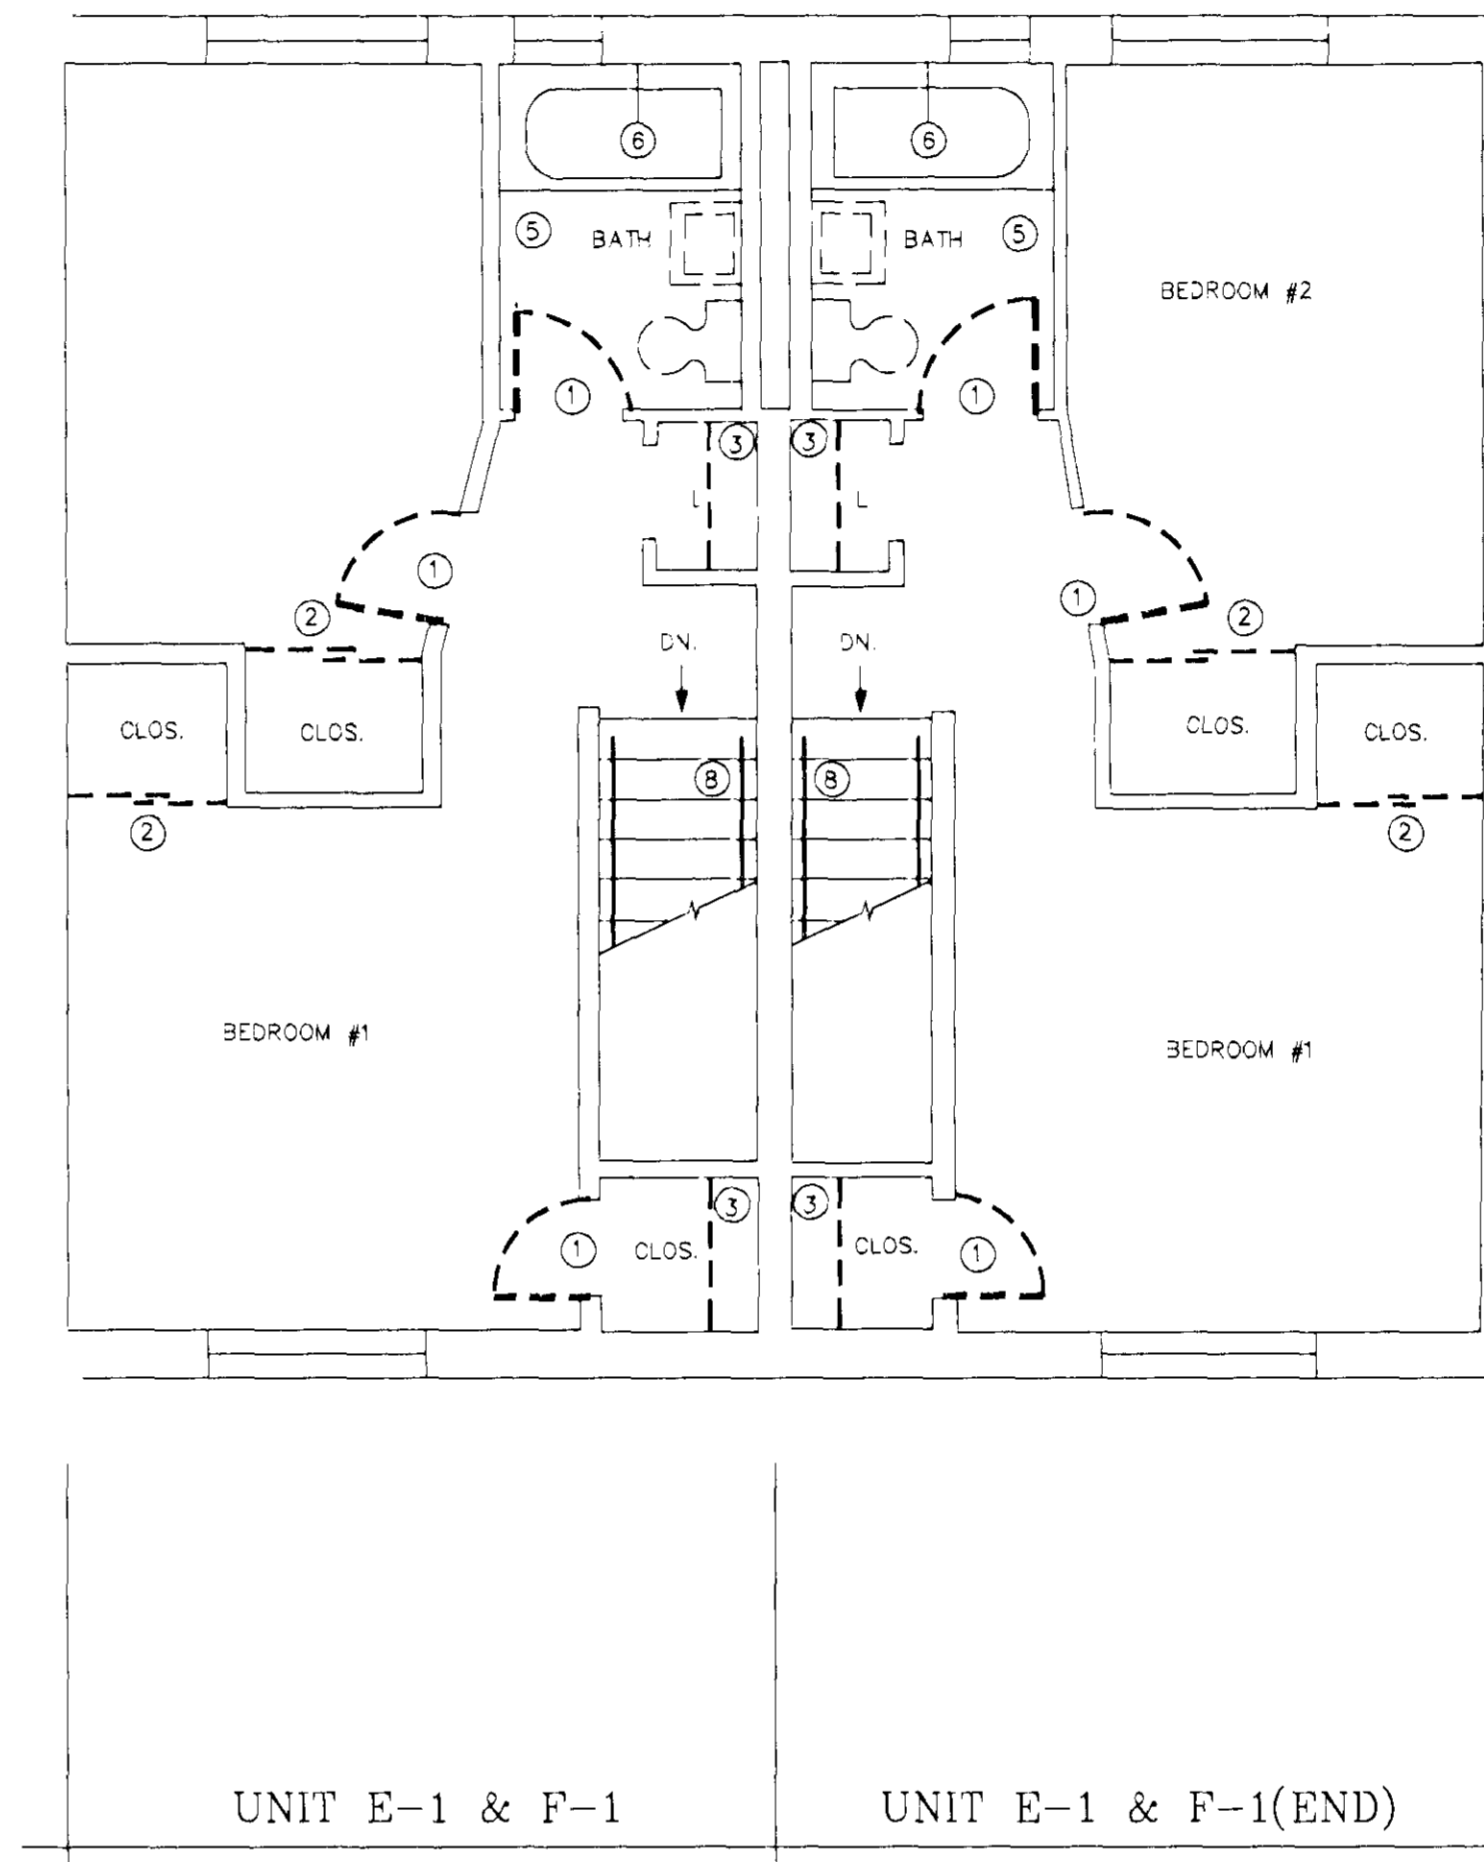 6 6
5 BATH BATH 5
BEDROOM #2
1 1
3 3
L L
1 1
2 2
DN. DN.
CLOS. CLOS. CLOS. CLOS.
8 8
2 2
BEDROOM #1 BEDROOM #1
3 3
1 CLOS. CLOS. 1
UNIT E-1 & F-1 UNIT E-1 & F-1(END)